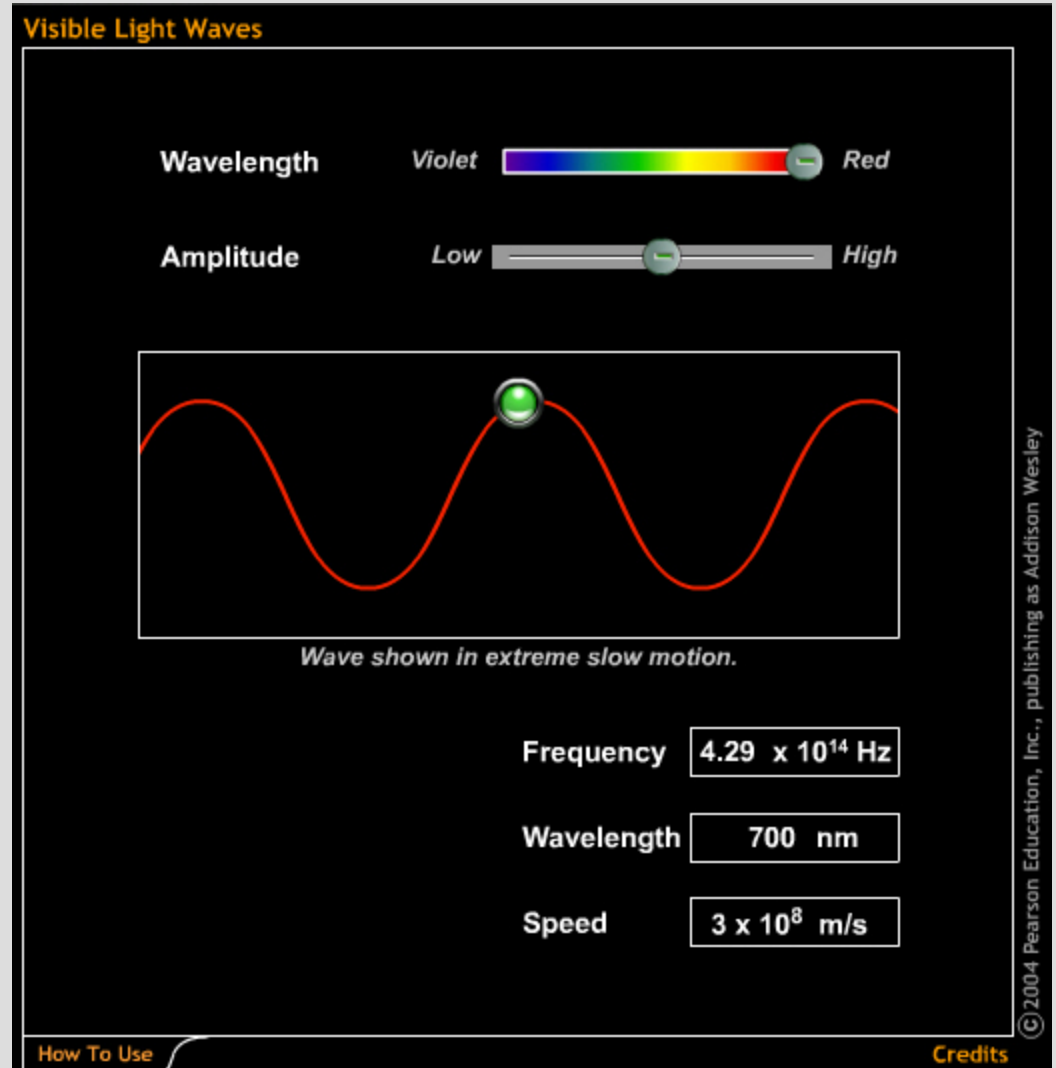 Visible Light Waves
Wavelength Violet Red
Amplitude Low High
Wave shown in extreme slow motion.
Frequency 4.29 x 10¹⁴ Hz
Wavelength 700 nm
Speed 3 x 10⁸ m/s
©2004 Pearson Education, Inc., publishing as Addison Wesley
How To Use Credits